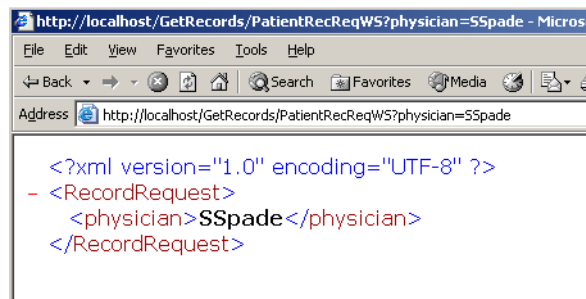 http://localhost/GetRecords/PatientRecReqWS?physician=SSpade - Micros
File Edit View Favorites Tools Help
Back Search Favorites Media
Address http://localhost/GetRecords/PatientRecReqWS?physician=SSpade
<?xml version="1.0" encoding="UTF-8" ?>
- <RecordRequest>
<physician>SSpade</physician>
</RecordRequest>